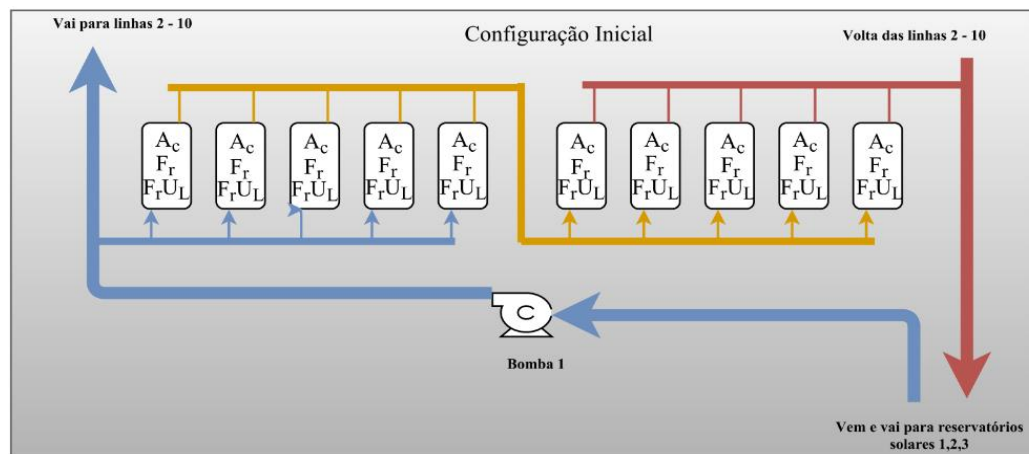 Vai para linhas 2 - 10
Configuração Inicial
Volta das linhas 2 - 10
Ac
Fr
FrUL
Ac
Fr
FrUL
Ac
Fr
FrUL
Ac
Fr
FrUL
Ac
Fr
FrUL
Ac
Fr
FrUL
Ac
Fr
FrUL
Ac
Fr
FrUL
Ac
Fr
FrUL
Ac
Fr
FrUL
C
Bomba 1
Vem e vai para reservatórios
solares 1,2,3